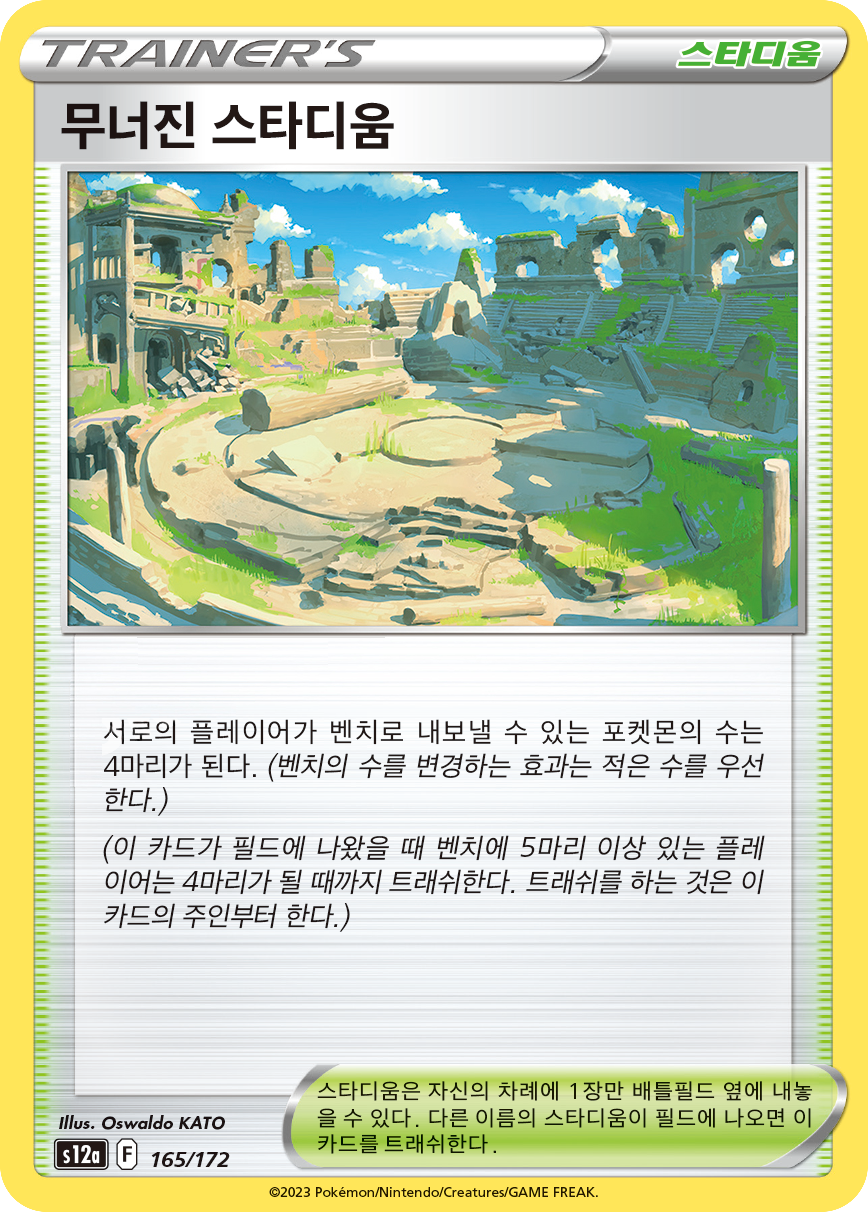 TRAINER'S
스타디움
무너진 스타디움
서로의 플레이어가 벤치로 내보낼 수 있는 포켓몬의 수는
4마리가 된다. (벤치의 수를 변경하는 효과는 적은 수를 우선
한다.)
(이 카드가 필드에 나왔을 때 벤치에 5마리 이상 있는 플레
이어는 4마리가 될 때까지 트래쉬한다. 트래쉬를 하는 것은 이
카드의 주인부터 한다.)
스타디움은 자신의 차례에 1장만 배틀필드 옆에 내놓
을 수 있다. 다른 이름의 스타디움이 필드에 나오면 이
카드를 트래쉬한다.
Illus. Oswaldo KATO
s12a F 165/172
©2023 Pokémon/Nintendo/Creatures/GAME FREAK.